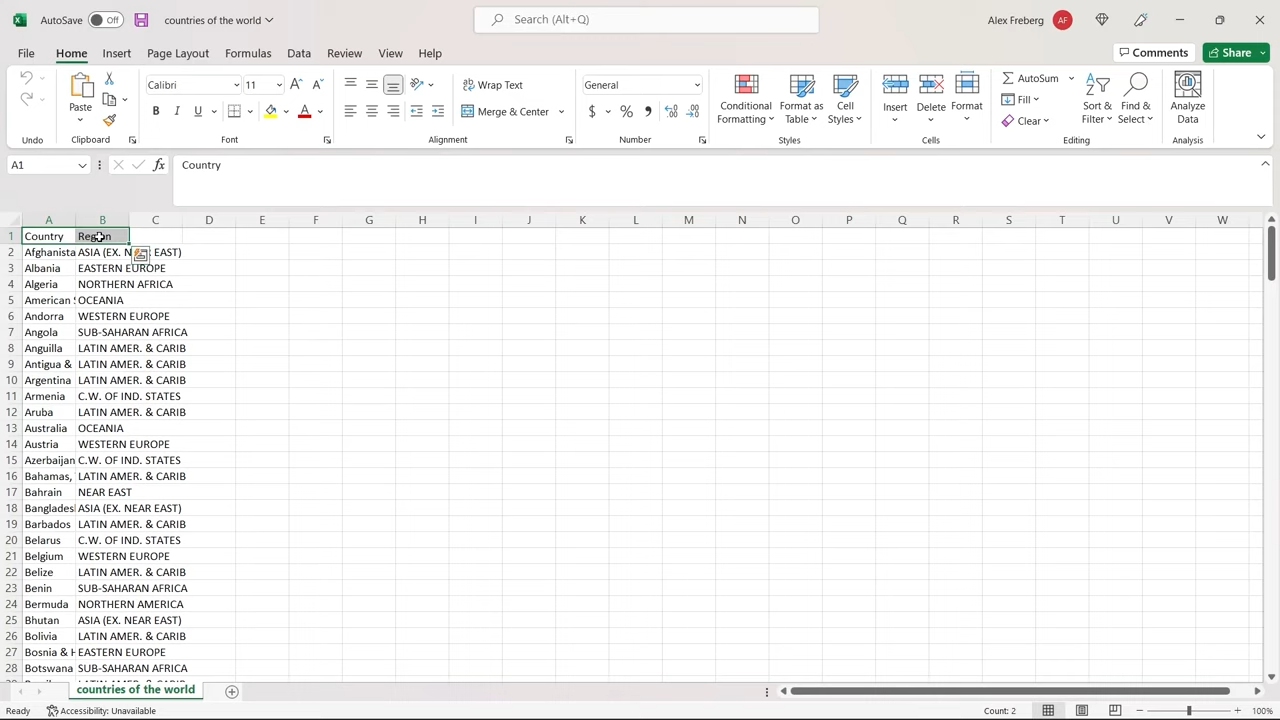 AutoSave Off countries of the world Search (Alt+Q) Alex Freberg AF
File Home Insert Page Layout Formulas Data Review View Help Comments Share
Paste Calibri 11 Wrap Text General Conditional Formatting Format as Table Cell Styles Insert Delete Format AutoSum Fill Clear Sort & Filter Find & Select Analyze Data
B I U Merge & Center $ % 
Undo Clipboard Font Alignment Number Styles Cells Editing Analysis
A1 fx Country
A B C D E F G H I J K L M N O P Q R S T U V W
1 Country Region
2 Afghanista ASIA (EX. N EAST)
3 Albania EASTERN EUROPE
4 Algeria NORTHERN AFRICA
5 American OCEANIA
6 Andorra WESTERN EUROPE
7 Angola SUB-SAHARAN AFRICA
8 Anguilla LATIN AMER. & CARIB
9 Antigua & LATIN AMER. & CARIB
10 Argentina LATIN AMER. & CARIB
11 Armenia C.W. OF IND. STATES
12 Aruba LATIN AMER. & CARIB
13 Australia OCEANIA
14 Austria WESTERN EUROPE
15 Azerbaijan C.W. OF IND. STATES
16 Bahamas, LATIN AMER. & CARIB
17 Bahrain NEAR EAST
18 Banglades ASIA (EX. NEAR EAST)
19 Barbados LATIN AMER. & CARIB
20 Belarus C.W. OF IND. STATES
21 Belgium WESTERN EUROPE
22 Belize LATIN AMER. & CARIB
23 Benin SUB-SAHARAN AFRICA
24 Bermuda NORTHERN AMERICA
25 Bhutan ASIA (EX. NEAR EAST)
26 Bolivia LATIN AMER. & CARIB
27 Bosnia & H EASTERN EUROPE
28 Botswana SUB-SAHARAN AFRICA
countries of the world
Ready Accessibility: Unavailable Count: 2 100%